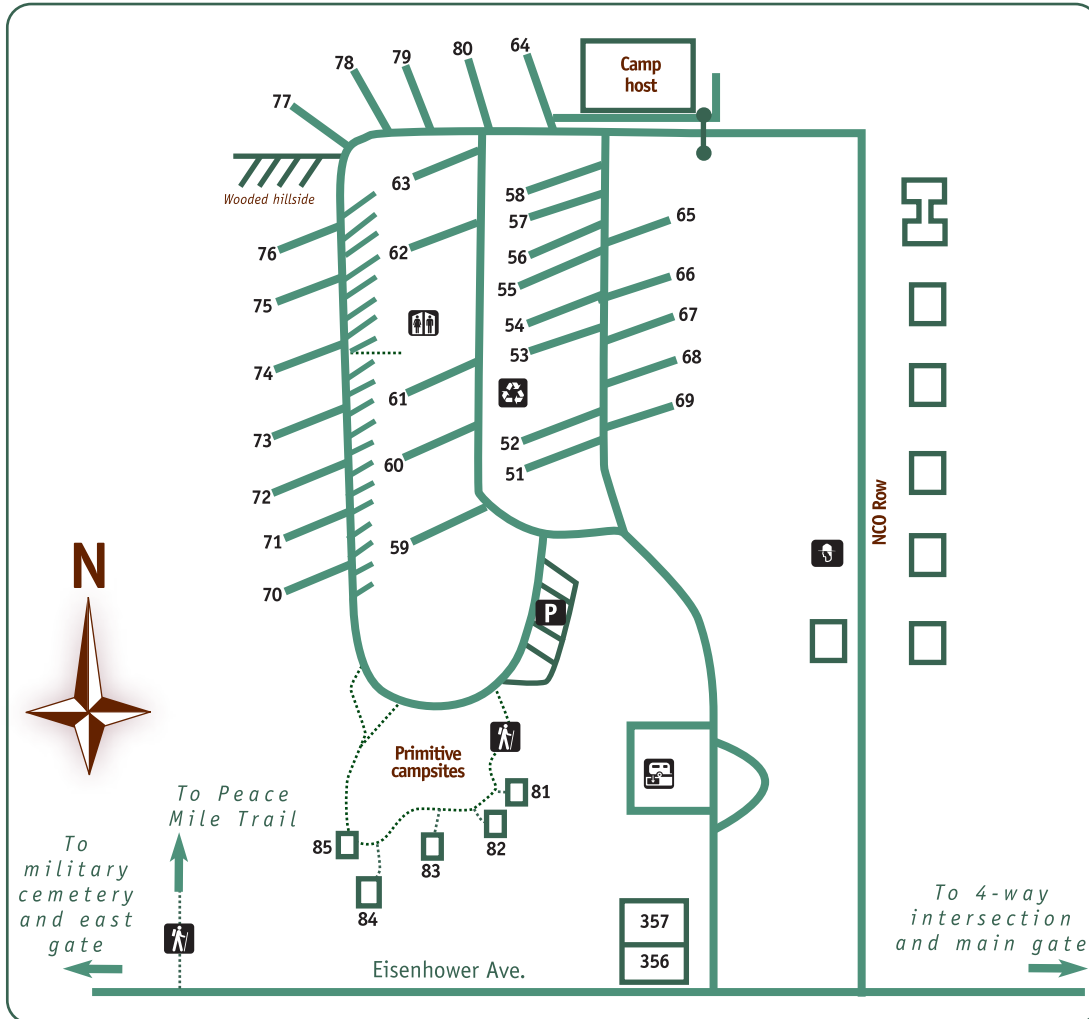 64
80
79
78
77
Camp
host
Wooded hillside
63
58
57
65
76
62
56
66
75
55
67
54
53
68
74
61
69
73
52
60
51
72
NCO Row
71
59
70
N
P
Primitive
campsites
81
82
83
84
85
To Peace
Mile Trail
To
military
cemetery
and east
gate
To 4-way
intersection
and main gate
357
356
Eisenhower Ave.